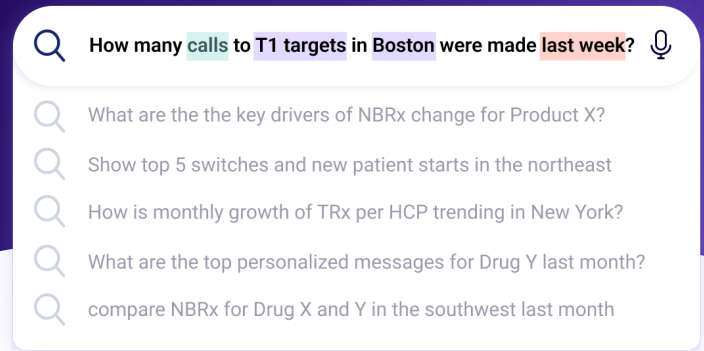 How many calls to T1 targets in Boston were made last week?
What are the the key drivers of NBRx change for Product X?
Show top 5 switches and new patient starts in the northeast
How is monthly growth of TRx per HCP trending in New York?
What are the top personalized messages for Drug Y last month?
compare NBRx for Drug X and Y in the southwest last month